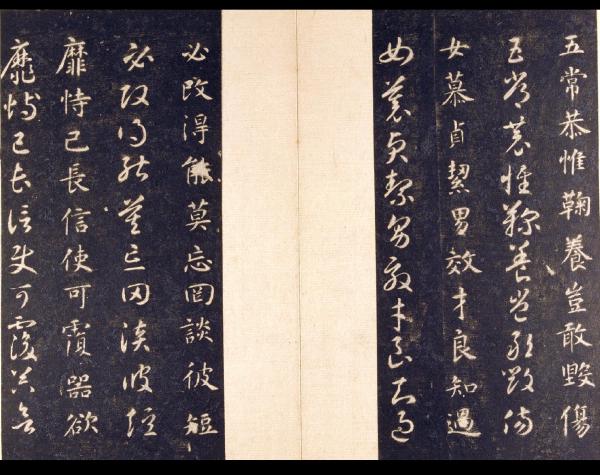 五常恭惟鞠養豈敢毀傷
五常恭惟鞠養豈敢毀傷
女慕貞絜男效才良知過
女慕貞絜男效才良知過
必改得能莫忘罔談彼短
必改得能莫忘罔談彼短
靡恃己長信使可覆器欲
靡恃己長信使可覆器欲